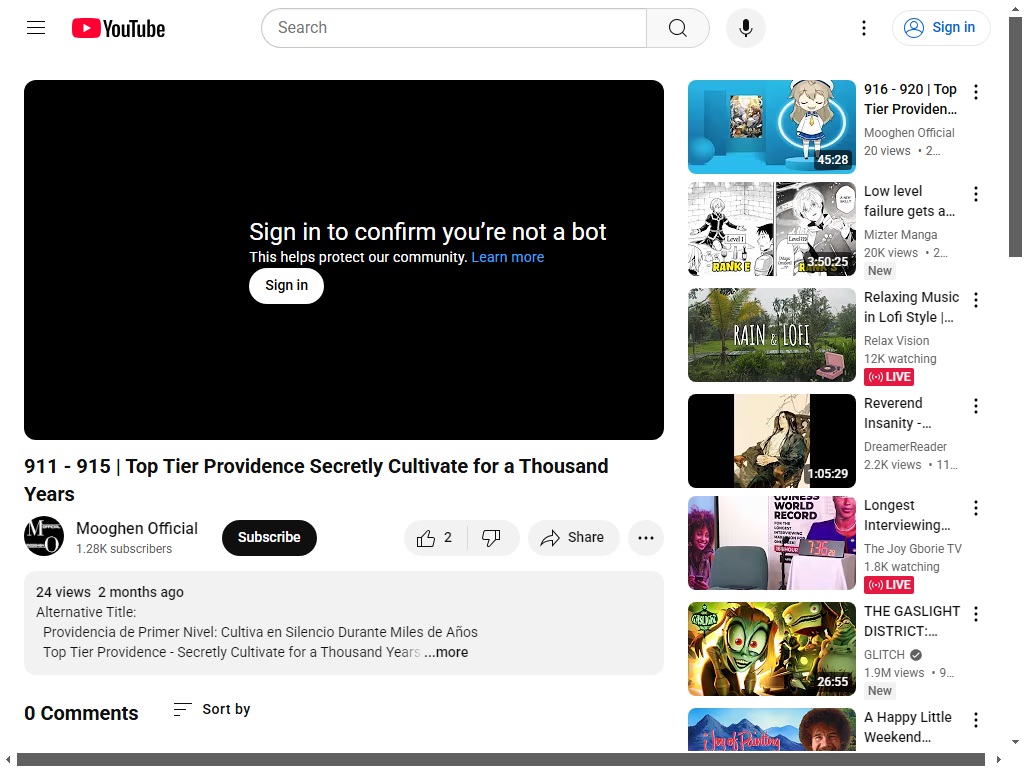 YouTube
Search
Sign in
Sign in to confirm you’re not a bot
This helps protect our community. Learn more
Sign in
911 - 915 | Top Tier Providence Secretly Cultivate for a Thousand
Years
Mooghen Official
1.28K subscribers
Subscribe
2
Share
24 views 2 months ago
Alternative Title:
Providencia de Primer Nivel: Cultiva en Silencio Durante Miles de Años
Top Tier Providence - Secretly Cultivate for a Thousand Years ...more
0 Comments
Sort by
45:28
916 - 920 | Top
Tier Providen...
Mooghen Official
20 views • 2...
Level 1
RANK E
3:50:25
Low level
failure gets a...
Mizter Manga
20K views • 2...
New
RAIN & LOFI
Relaxing Music
in Lofi Style |...
Relax Vision
12K watching
LIVE
1:05:29
Reverend
Insanity -...
DreamerReader
2.2K views • 11...
GUINESS
WORLD
RECORD
Longest
Interviewing...
The Joy Gborie TV
1.8K watching
LIVE
GASLIGHT
26:55
THE GASLIGHT
DISTRICT:...
GLITCH
1.9M views • 9...
New
Joy of Painting
A Happy Little
Weekend...